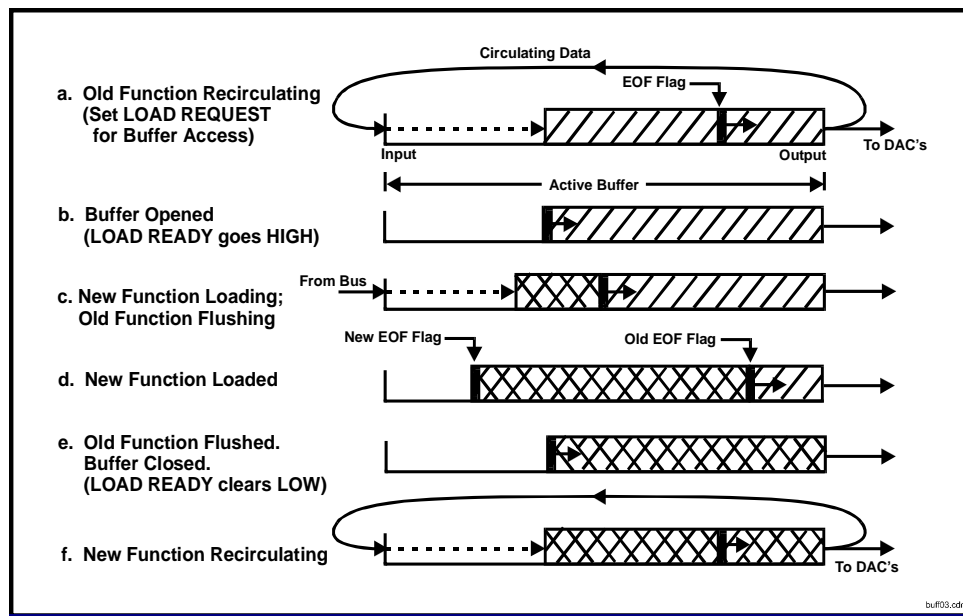 Circulating Data
a. Old Function Recirculating
(Set LOAD REQUEST
for Buffer Access)
EOF Flag
Input
Output
To DAC's
Active Buffer
b. Buffer Opened
(LOAD READY goes HIGH)
From Bus
c. New Function Loading;
Old Function Flushing
New EOF Flag
Old EOF Flag
d. New Function Loaded
e. Old Function Flushed.
Buffer Closed.
(LOAD READY clears LOW)
f. New Function Recirculating
To DAC's
buff03.cdr